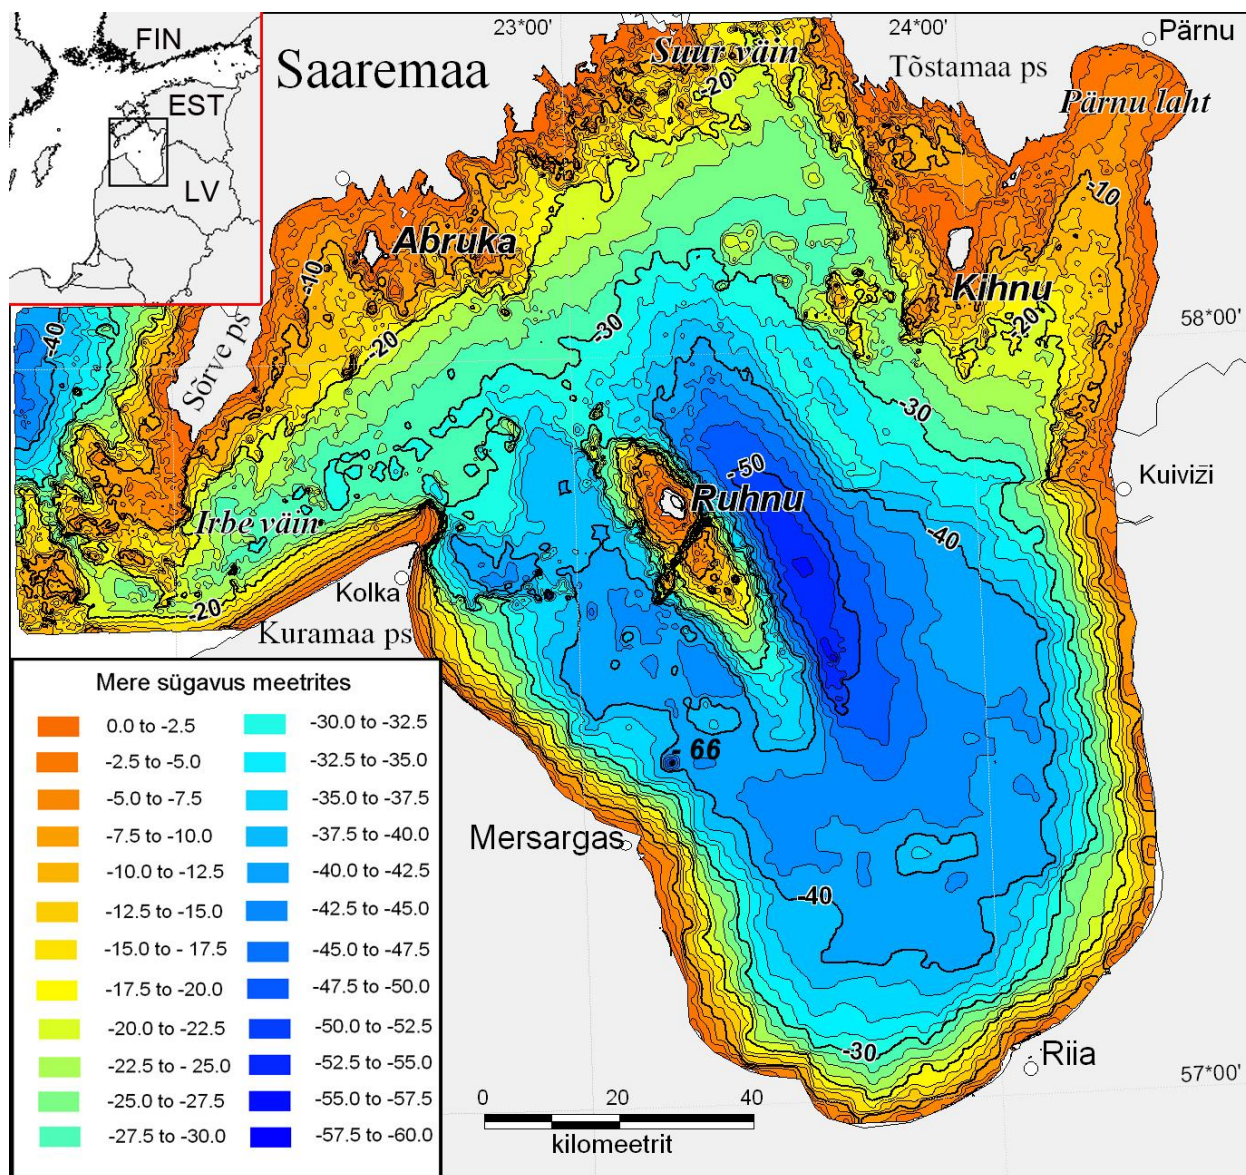 FIN
EST
LV
23°00'
24°00'
Pärnu
Saaremaa
Suur väin
Tõstamaa ps
Pärnu laht
-20
-10
Abruka
-10
Kihnu
-20
58°00'
-40
Sõrve ps
-20
-30
-30
-50
Ruhnu
Kuiviži
Irbe väin
-40
Kolka
-20
Kuramaa ps
- 66
Mersargas
-40
-30
Riia
57°00'
Mere sügavus meetrites
0.0 to -2.5
-2.5 to -5.0
-5.0 to -7.5
-7.5 to -10.0
-10.0 to -12.5
-12.5 to -15.0
-15.0 to - 17.5
-17.5 to -20.0
-20.0 to -22.5
-22.5 to - 25.0
-25.0 to -27.5
-27.5 to -30.0
-30.0 to -32.5
-32.5 to -35.0
-35.0 to -37.5
-37.5 to -40.0
-40.0 to -42.5
-42.5 to -45.0
-45.0 to -47.5
-47.5 to -50.0
-50.0 to -52.5
-52.5 to -55.0
-55.0 to -57.5
-57.5 to -60.0
0 20 40
kilomeetrit